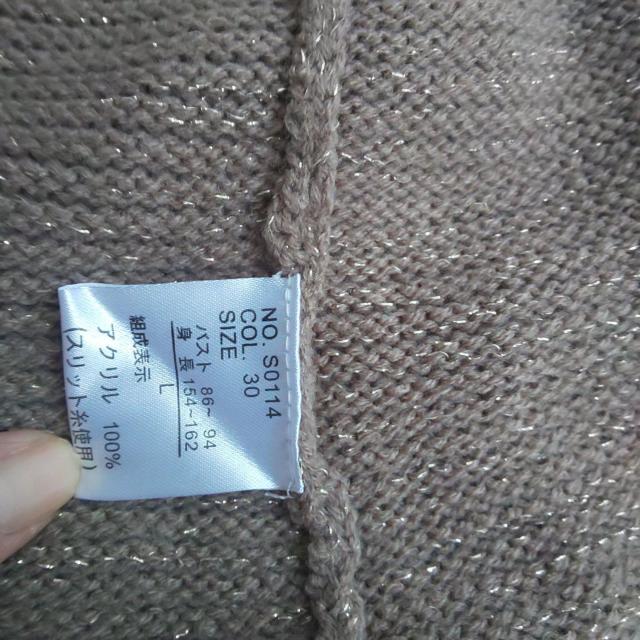 NO. S0114
COL. 30
SIZE
バスト 86~94
身 長 154~162
L
組成表示
アクリル 100%
(スリット糸使用)